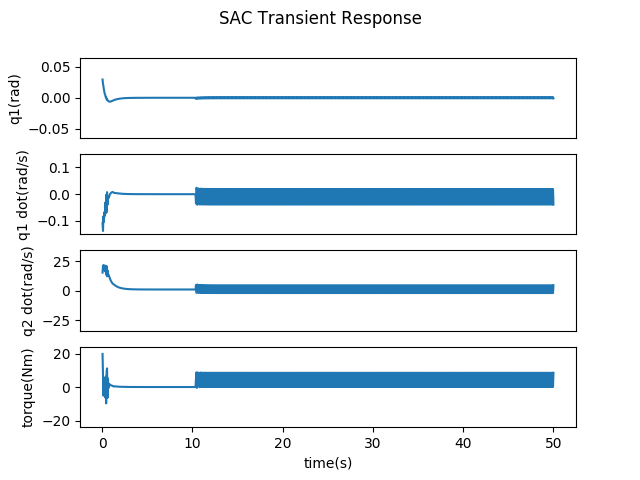 SAC Transient Response
q1(rad)
0.05
0.00
−0.05
q1 dot(rad/s)
0.1
0.0
−0.1
q2 dot(rad/s)
25
0
−25
torque(Nm)
20
0
−20
0 10 20 30 40 50
time(s)